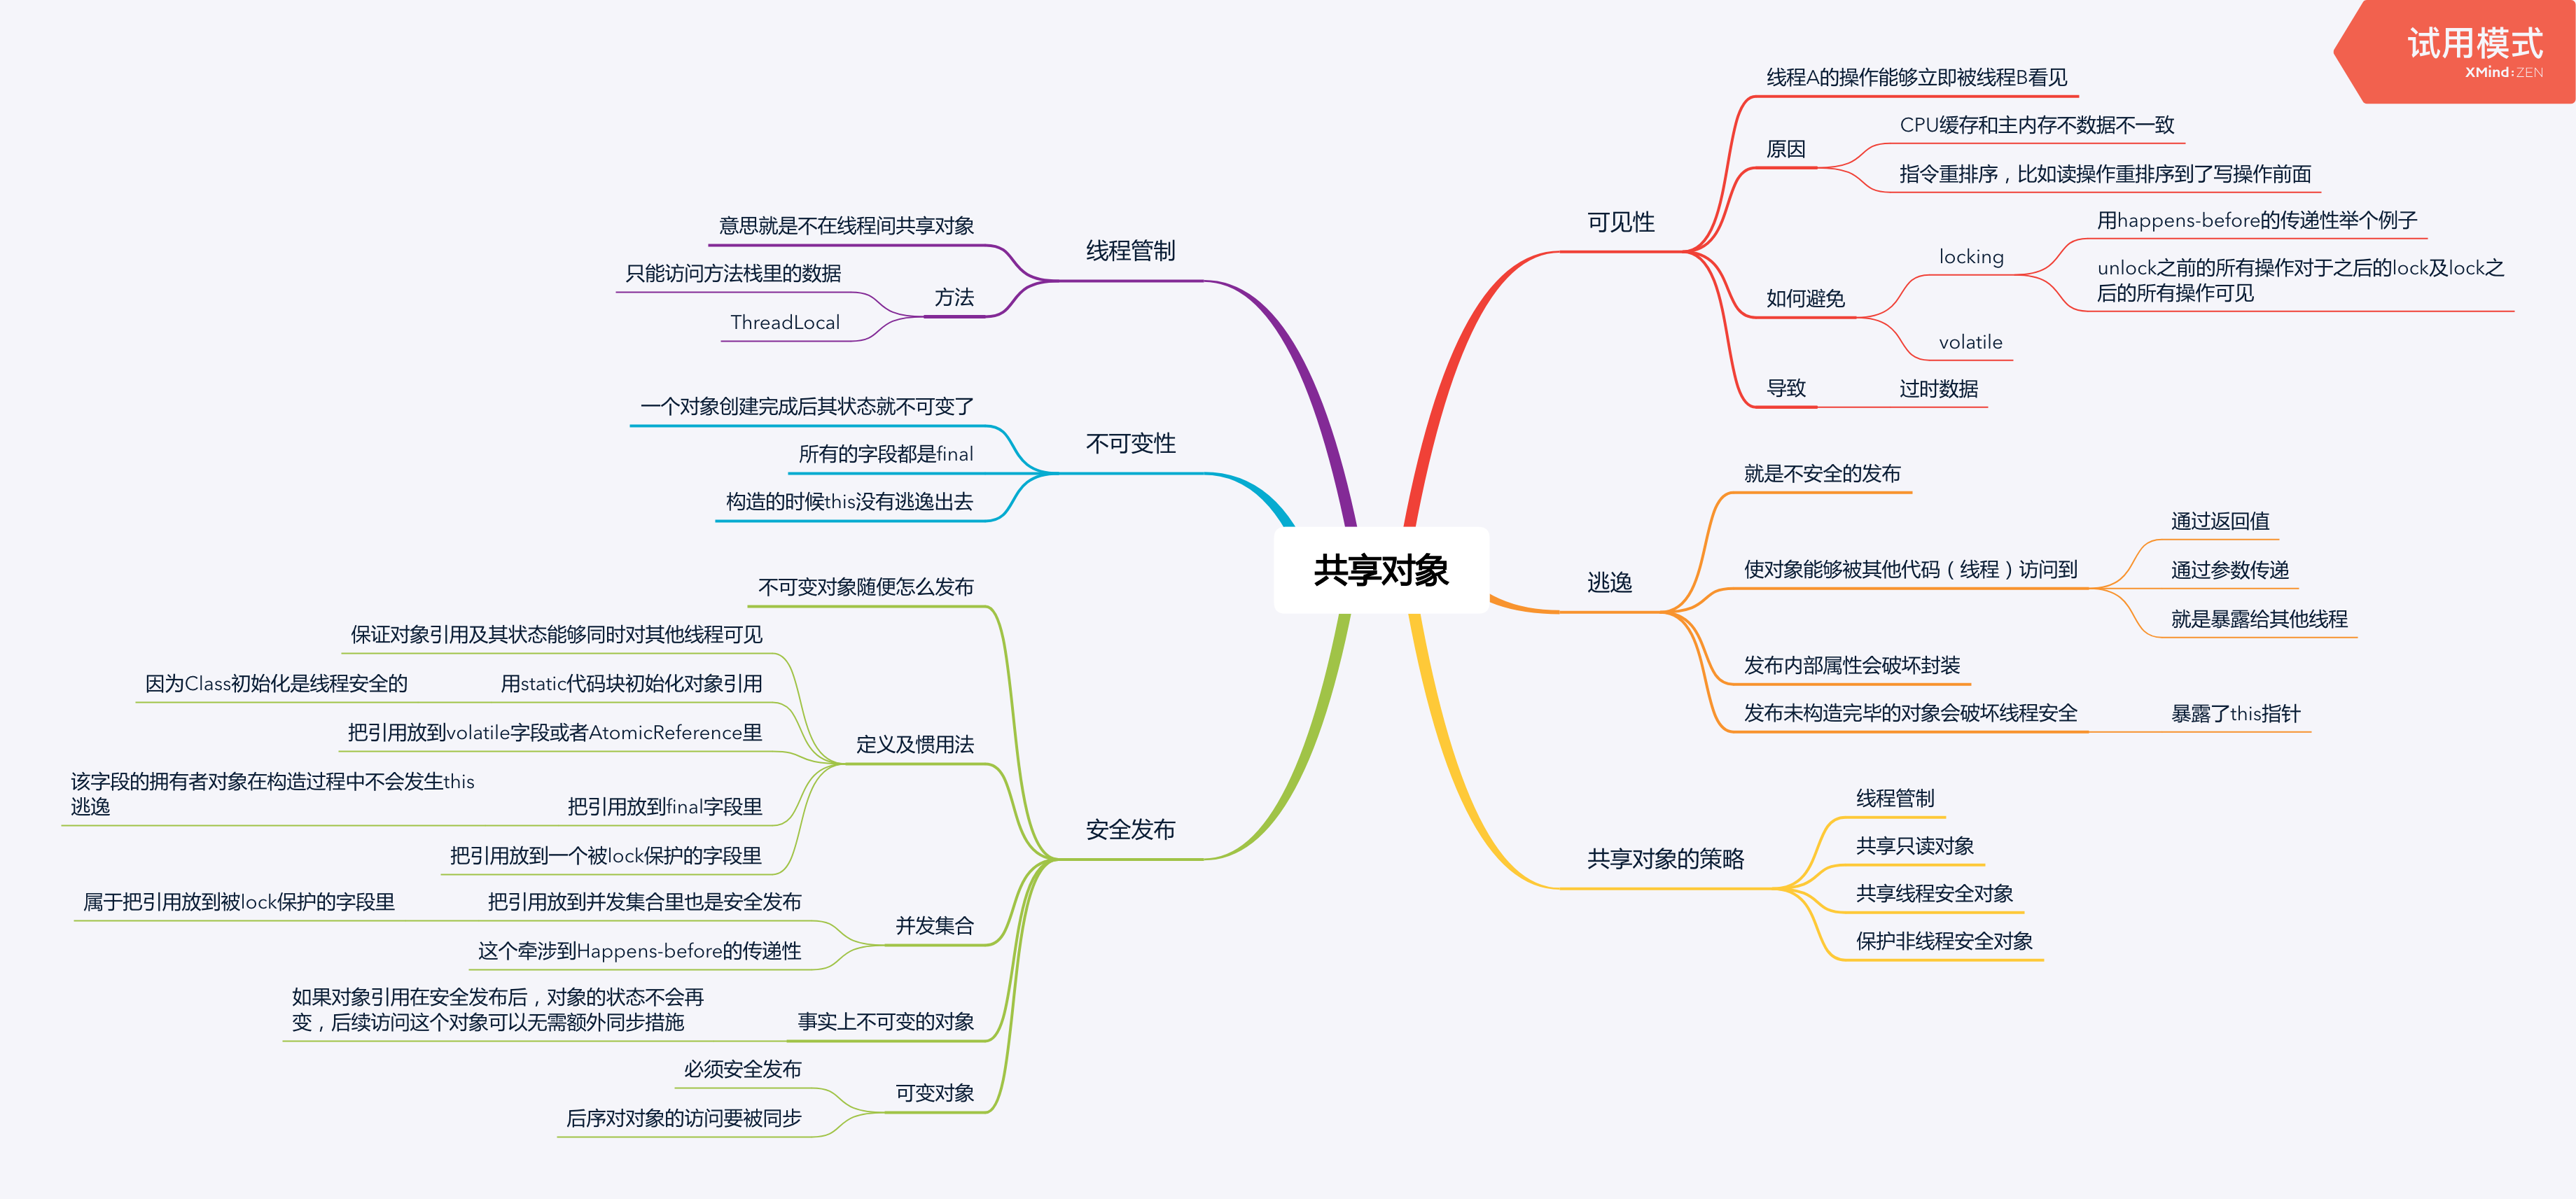 试用模式
XMind:ZEN
共享对象
可见性
线程A的操作能够立即被线程B看见
原因
CPU缓存和主内存不数据不一致
指令重排序，比如读操作重排序到了写操作前面
如何避免
locking
用happens-before的传递性举个例子
unlock之前的所有操作对于之后的lock及lock之
后的所有操作可见
volatile
导致
过时数据
逃逸
就是不安全的发布
使对象能够被其他代码（线程）访问到
通过返回值
通过参数传递
就是暴露给其他线程
发布内部属性会破坏封装
发布未构造完毕的对象会破坏线程安全
暴露了this指针
共享对象的策略
线程管制
共享只读对象
共享线程安全对象
保护非线程安全对象
线程管制
意思就是不在线程间共享对象
方法
只能访问方法栈里的数据
ThreadLocal
不可变性
一个对象创建完成后其状态就不可变了
所有的字段都是final
构造的时候this没有逃逸出去
安全发布
不可变对象随便怎么发布
定义及惯用法
保证对象引用及其状态能够同时对其他线程可见
用static代码块初始化对象引用
因为Class初始化是线程安全的
把引用放到volatile字段或者AtomicReference里
把引用放到final字段里
该字段的拥有者对象在构造过程中不会发生this
逃逸
把引用放到一个被lock保护的字段里
并发集合
把引用放到并发集合里也是安全发布
属于把引用放到被lock保护的字段里
这个牵涉到Happens-before的传递性
事实上不可变的对象
如果对象引用在安全发布后，对象的状态不会再
变，后续访问这个对象可以无需额外同步措施
可变对象
必须安全发布
后序对对象的访问要被同步